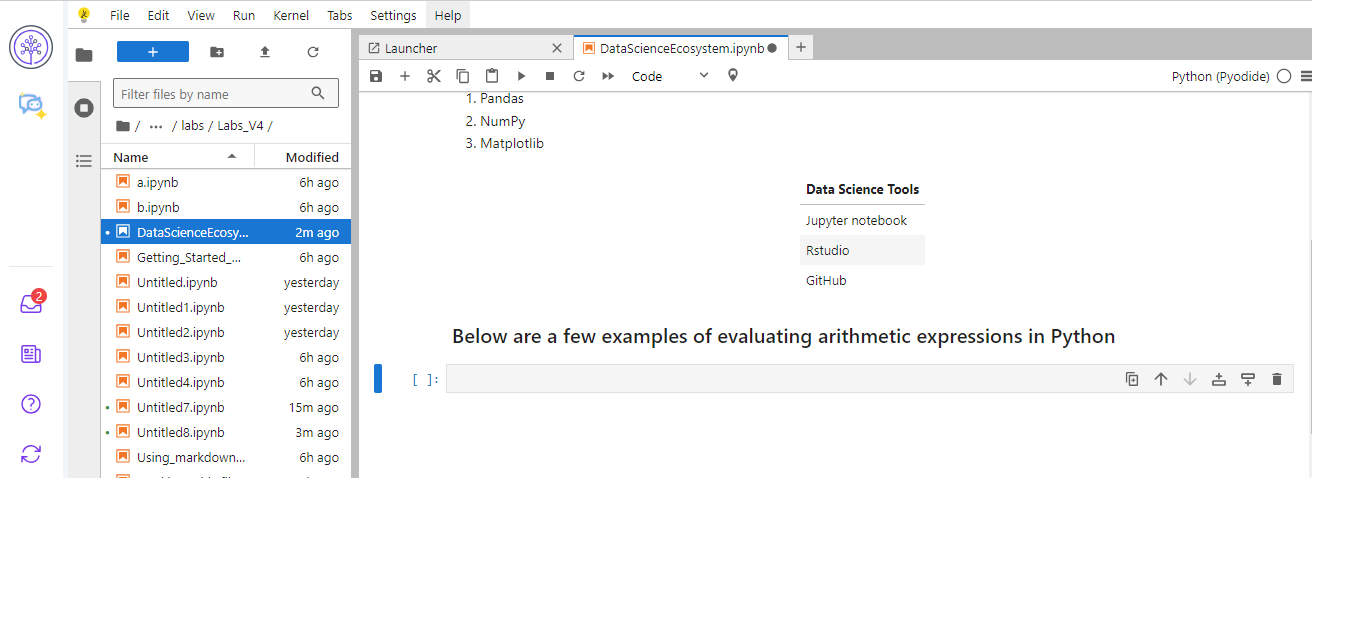 File Edit View Run Kernel Tabs Settings Help
Launcher
DataScienceEcosystem.ipynb
Code
Python (Pyodide)
Filter files by name
/ ··· / labs / Labs_V4 /
Name Modified
a.ipynb 6h ago
b.ipynb 6h ago
DataScienceEcosy... 2m ago
Getting_Started_... 6h ago
Untitled.ipynb yesterday
Untitled1.ipynb yesterday
Untitled2.ipynb yesterday
Untitled3.ipynb 6h ago
Untitled4.ipynb 6h ago
Untitled7.ipynb 15m ago
Untitled8.ipynb 3m ago
Using_markdown... 6h ago
2
1. Pandas
2. NumPy
3. Matplotlib
Data Science Tools
Jupyter notebook
Rstudio
GitHub
Below are a few examples of evaluating arithmetic expressions in Python
[ ]: